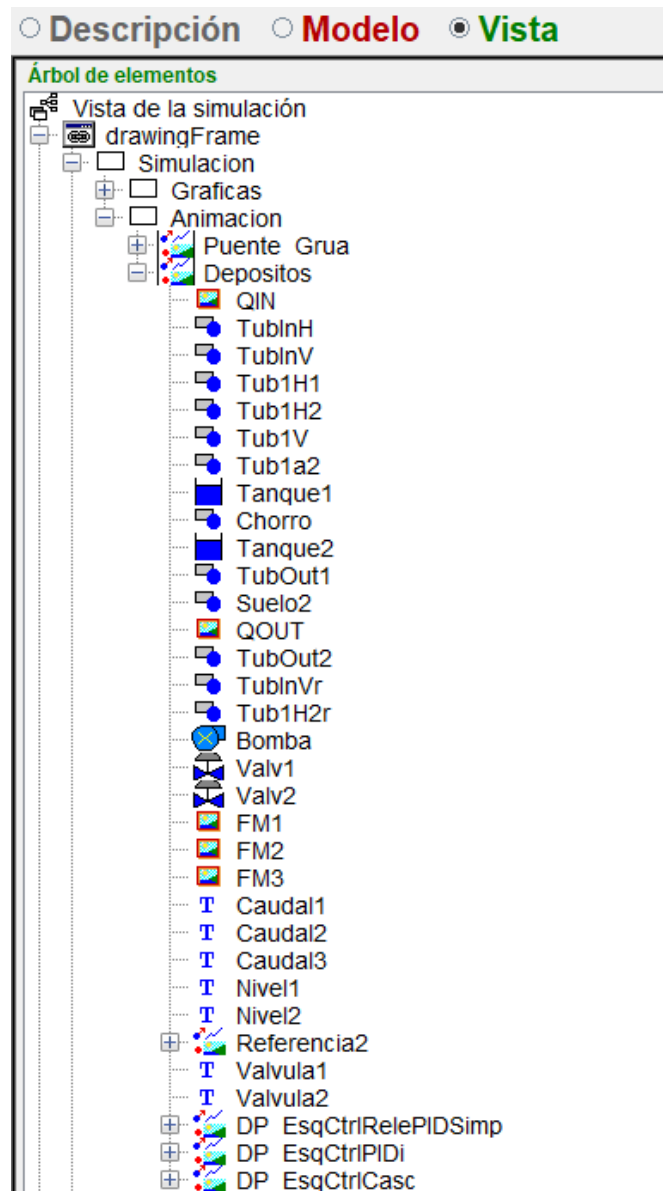 Descripción Modelo Vista
Árbol de elementos
Vista de la simulación
drawingFrame
Simulacion
Graficas
Animacion
Puente Grua
Depositos
QIN
TubInH
TubInV
Tub1H1
Tub1H2
Tub1V
Tub1a2
Tanque1
Chorro
Tanque2
TubOut1
Suelo2
QOUT
TubOut2
TubInVr
Tub1H2r
Bomba
Valv1
Valv2
FM1
FM2
FM3
T Caudal1
T Caudal2
T Caudal3
T Nivel1
T Nivel2
Referencia2
T Valvula1
T Valvula2
DP EsqCtrlRelePIDSimp
DP EsqCtrlPIDi
DP EsqCtrlCasc